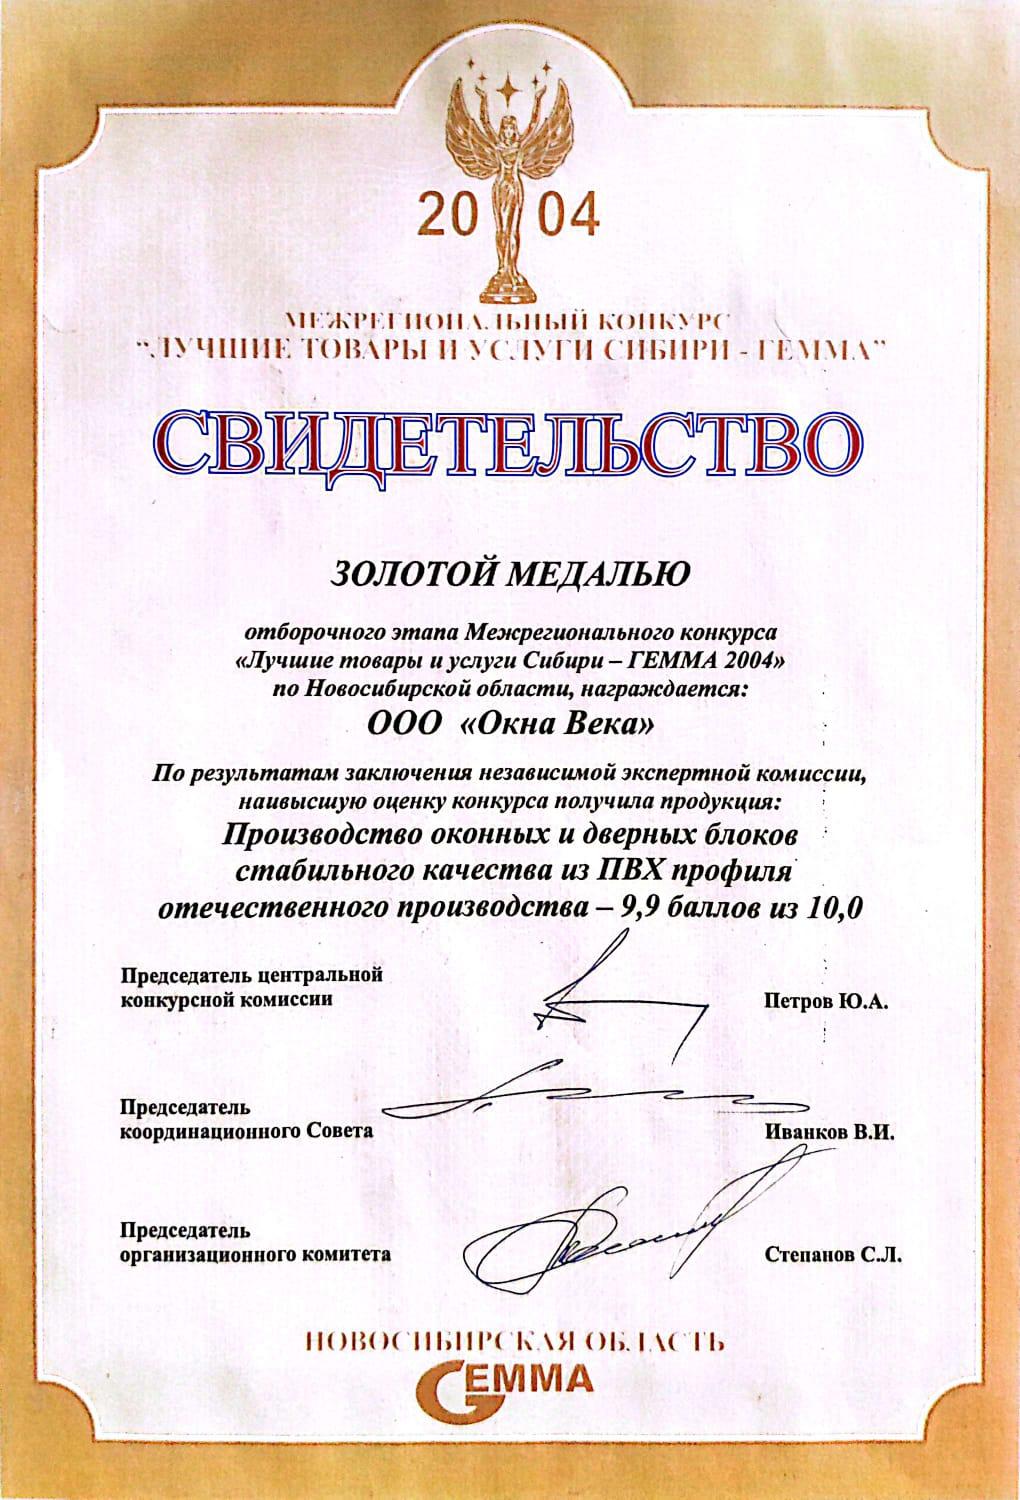 20 04
МЕЖРЕГИОНАЛЬНЫЙ КОНКУРС
"ЛУЧШИЕ ТОВАРЫ И УСЛУГИ СИБИРИ - ГЕММА"
СВИДЕТЕЛЬСТВО
ЗОЛОТОЙ МЕДАЛЬЮ
отборочного этапа Межрегионального конкурса
«Лучшие товары и услуги Сибири – ГЕММА 2004»
по Новосибирской области, награждается:
ООО «Окна Века»
По результатам заключения независимой экспертной комиссии,
наивысшую оценку конкурса получила продукция:
Производство оконных и дверных блоков
стабильного качества из ПВХ профиля
отечественного производства – 9,9 баллов из 10,0
Председатель центральной
конкурсной комиссии Петров Ю.А.
Председатель
координационного Совета Иванков В.И.
Председатель
организационного комитета Степанов С.Л.
НОВОСИБИРСКАЯ ОБЛАСТЬ
GEMMA